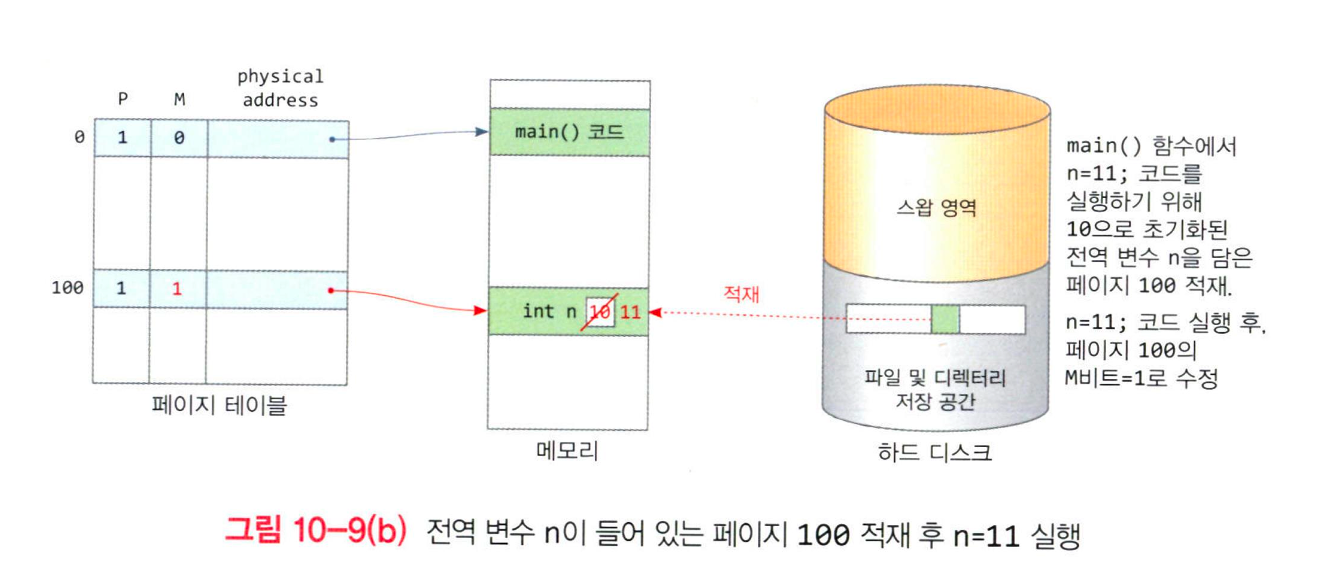 P M physical address
0 1 0
main() 코드
100 1 1
int n 10 11
적재
스왑 영역
파일 및 디렉터리
저장 공간
main() 함수에서
n=11; 코드를
실행하기 위해
10으로 초기화된
전역 변수 n을 담은
페이지 100 적재.
n=11; 코드 실행 후,
페이지 100의
M비트=1로 수정
페이지 테이블
메모리
하드 디스크
그림 10-9(b) 전역 변수 n이 들어 있는 페이지 100 적재 후 n=11 실행